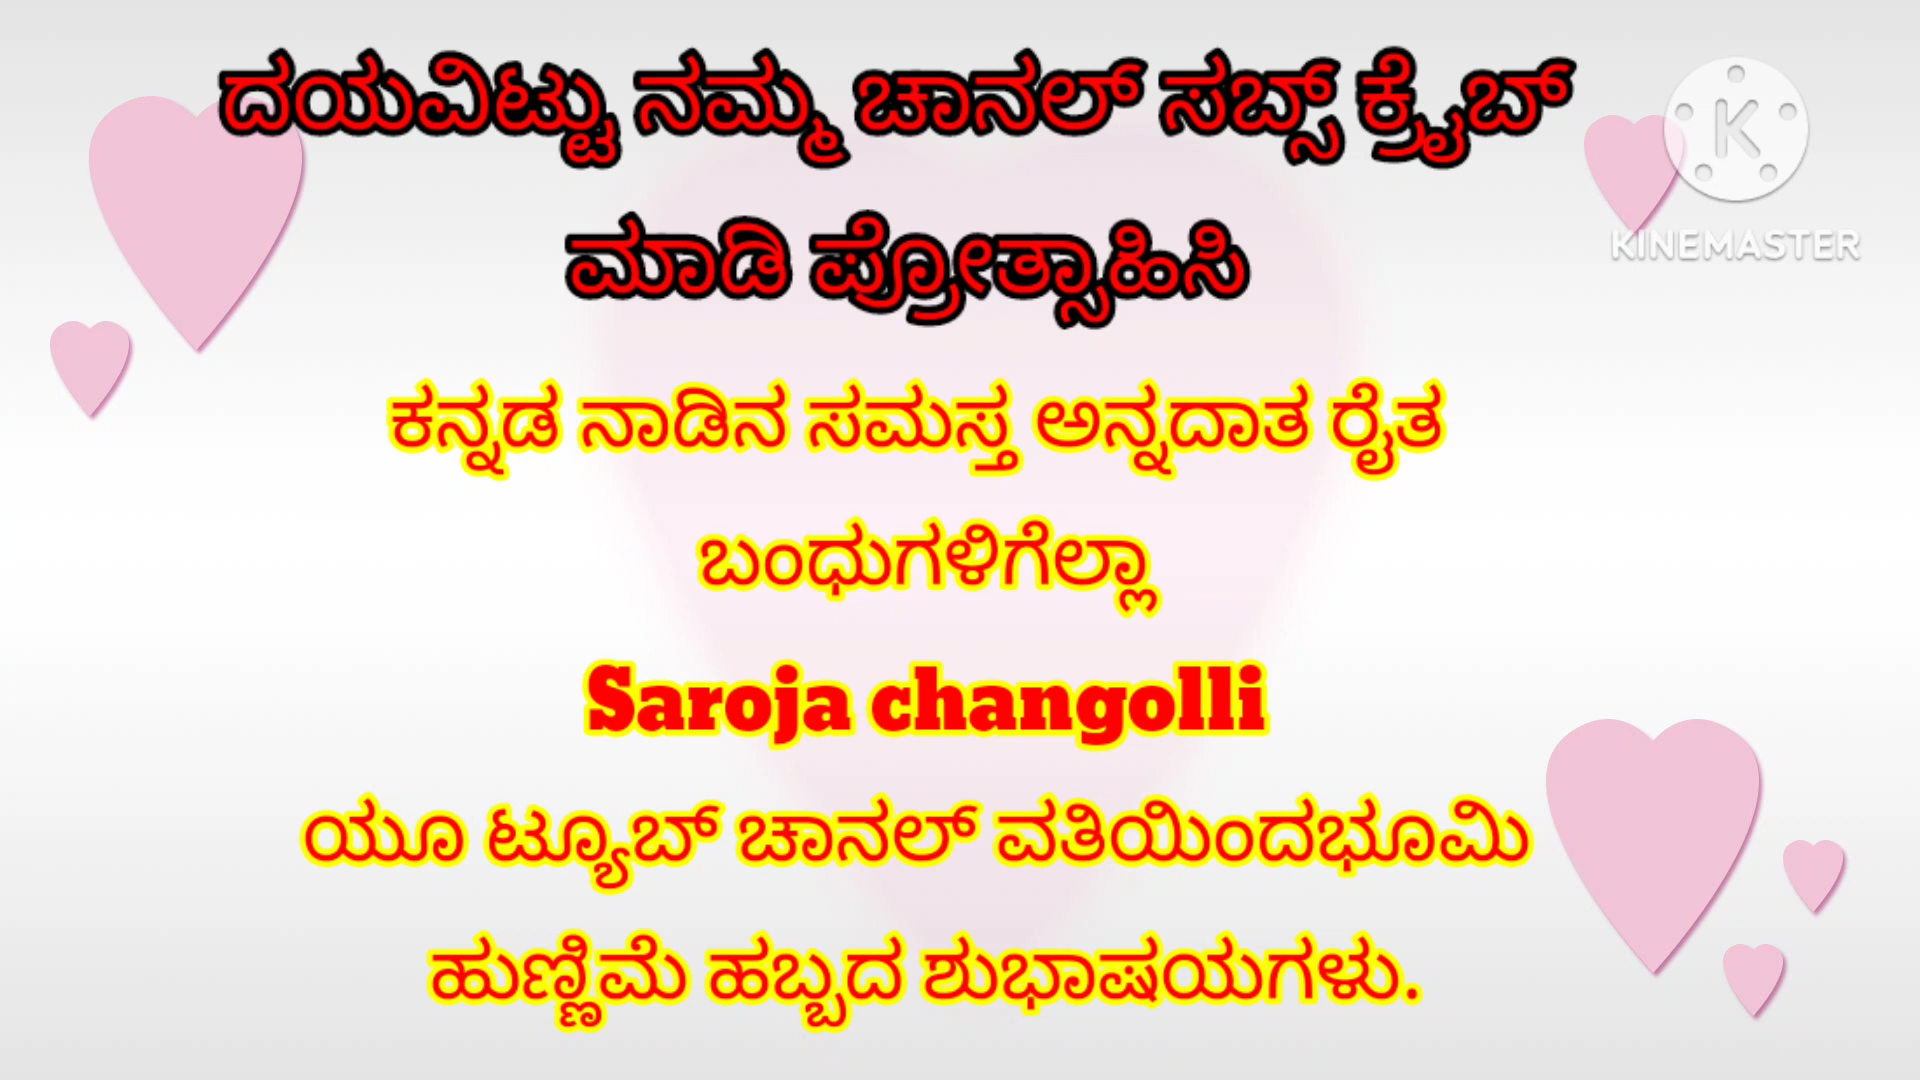 ದಯವಿಟ್ಟು ನಮ್ಮ ಚಾನಲ್ ಸಬ್ಸ್ ಕ್ರೈಬ್
ಮಾಡಿ ಪ್ರೋತ್ಸಾಹಿಸಿ
ಕನ್ನಡ ನಾಡಿನ ಸಮಸ್ತ ಅನ್ನದಾತ ರೈತ
ಬಂಧುಗಳಿಗೆಲ್ಲಾ
Saroja changolli
ಯೂ ಟ್ಯೂಬ್ ಚಾನಲ್ ವತಿಯಿಂದಭೂಮಿ
ಹುಣ್ಣಿಮೆ ಹಬ್ಬದ ಶುಭಾಷಯಗಳು.
K
KINEMASTER